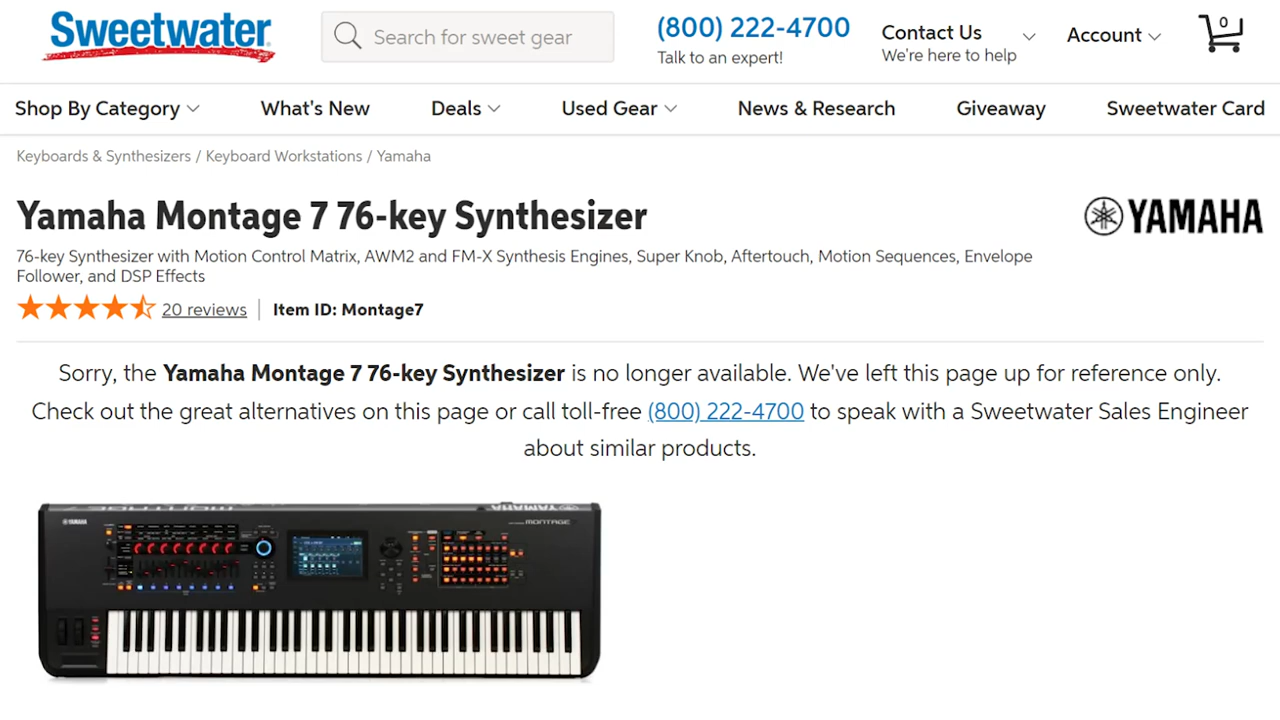 Sweetwater
Search for sweet gear
(800) 222-4700
Talk to an expert!
Contact Us
We're here to help
Account
0
Shop By Category
What's New
Deals
Used Gear
News & Research
Giveaway
Sweetwater Card
Keyboards & Synthesizers / Keyboard Workstations / Yamaha
Yamaha Montage 7 76-key Synthesizer
YAMAHA
76-key Synthesizer with Motion Control Matrix, AWM2 and FM-X Synthesis Engines, Super Knob, Aftertouch, Motion Sequences, Envelope
Follower, and DSP Effects
20 reviews
Item ID: Montage7
Sorry, the Yamaha Montage 7 76-key Synthesizer is no longer available. We've left this page up for reference only.
Check out the great alternatives on this page or call toll-free (800) 222-4700 to speak with a Sweetwater Sales Engineer
about similar products.
YAMAHA
MONTAGE